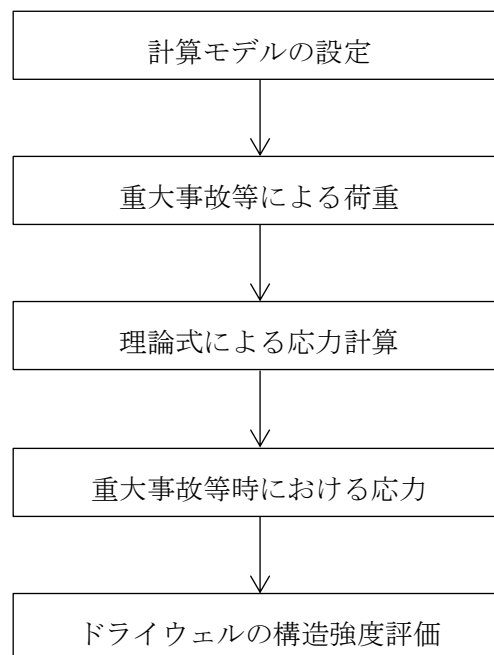 計算モデルの設定
重大事故等による荷重
理論式による応力計算
重大事故等時における応力
ドライウェルの構造強度評価